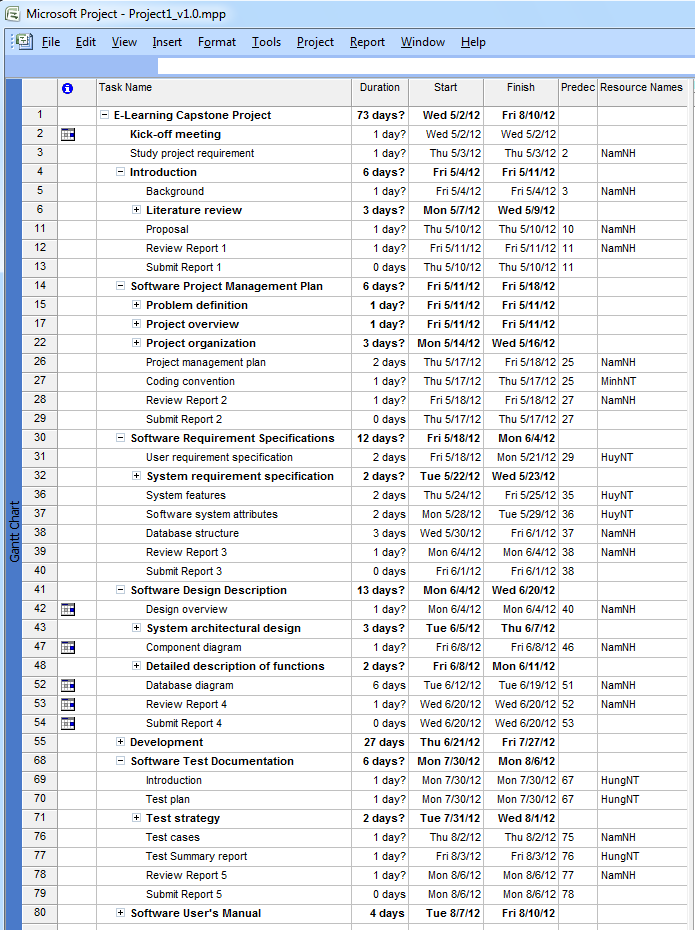 Microsoft Project - Project1_v1.0.mpp
File Edit View Insert Format Tools Project Report Window Help
Task Name Duration Start Finish Predec Resource Names
1 E-Learning Capstone Project 73 days? Wed 5/2/12 Fri 8/10/12
2 Kick-off meeting 1 day? Wed 5/2/12 Wed 5/2/12
3 Study project requirement 1 day? Thu 5/3/12 Thu 5/3/12 2 NamNH
4 Introduction 6 days? Fri 5/4/12 Fri 5/11/12
5 Background 1 day? Fri 5/4/12 Fri 5/4/12 3 NamNH
6 Literature review 3 days? Mon 5/7/12 Wed 5/9/12
11 Proposal 1 day? Thu 5/10/12 Thu 5/10/12 10 NamNH
12 Review Report 1 1 day? Fri 5/11/12 Fri 5/11/12 11 NamNH
13 Submit Report 1 0 days Thu 5/10/12 Thu 5/10/12 11
14 Software Project Management Plan 6 days? Fri 5/11/12 Fri 5/18/12
15 Problem definition 1 day? Fri 5/11/12 Fri 5/11/12
17 Project overview 1 day? Fri 5/11/12 Fri 5/11/12
22 Project organization 3 days? Mon 5/14/12 Wed 5/16/12
26 Project management plan 2 days Thu 5/17/12 Fri 5/18/12 25 NamNH
27 Coding convention 1 day? Thu 5/17/12 Thu 5/17/12 25 MinhNT
28 Review Report 2 1 day? Fri 5/18/12 Fri 5/18/12 27 NamNH
29 Submit Report 2 0 days Thu 5/17/12 Thu 5/17/12 27
30 Software Requirement Specifications 12 days? Fri 5/18/12 Mon 6/4/12
31 User requirement specification 2 days Fri 5/18/12 Mon 5/21/12 29 HuyNT
32 System requirement specification 2 days? Tue 5/22/12 Wed 5/23/12
36 System features 2 days Thu 5/24/12 Fri 5/25/12 35 HuyNT
37 Software system attributes 2 days Mon 5/28/12 Tue 5/29/12 36 HuyNT
38 Database structure 3 days Wed 5/30/12 Fri 6/1/12 37 NamNH
39 Review Report 3 1 day? Mon 6/4/12 Mon 6/4/12 38 NamNH
40 Submit Report 3 0 days Fri 6/1/12 Fri 6/1/12 38
41 Software Design Description 13 days? Mon 6/4/12 Wed 6/20/12
42 Design overview 1 day? Mon 6/4/12 Mon 6/4/12 40 NamNH
43 System architectural design 3 days? Tue 6/5/12 Thu 6/7/12
47 Component diagram 1 day? Fri 6/8/12 Fri 6/8/12 46 NamNH
48 Detailed description of functions 2 days? Fri 6/8/12 Mon 6/11/12
52 Database diagram 6 days Tue 6/12/12 Tue 6/19/12 51 NamNH
53 Review Report 4 1 day? Wed 6/20/12 Wed 6/20/12 52 NamNH
54 Submit Report 4 0 days Wed 6/20/12 Wed 6/20/12 53
55 Development 27 days Thu 6/21/12 Fri 7/27/12
68 Software Test Documentation 6 days? Mon 7/30/12 Mon 8/6/12
69 Introduction 1 day? Mon 7/30/12 Mon 7/30/12 67 HungNT
70 Test plan 1 day? Mon 7/30/12 Mon 7/30/12 67 HungNT
71 Test strategy 2 days? Tue 7/31/12 Wed 8/1/12
76 Test cases 1 day? Thu 8/2/12 Thu 8/2/12 75 NamNH
77 Test Summary report 1 day? Fri 8/3/12 Fri 8/3/12 76 HungNT
78 Review Report 5 1 day? Mon 8/6/12 Mon 8/6/12 77 NamNH
79 Submit Report 5 0 days Mon 8/6/12 Mon 8/6/12 78
80 Software User's Manual 4 days Tue 8/7/12 Fri 8/10/12
Gantt Chart